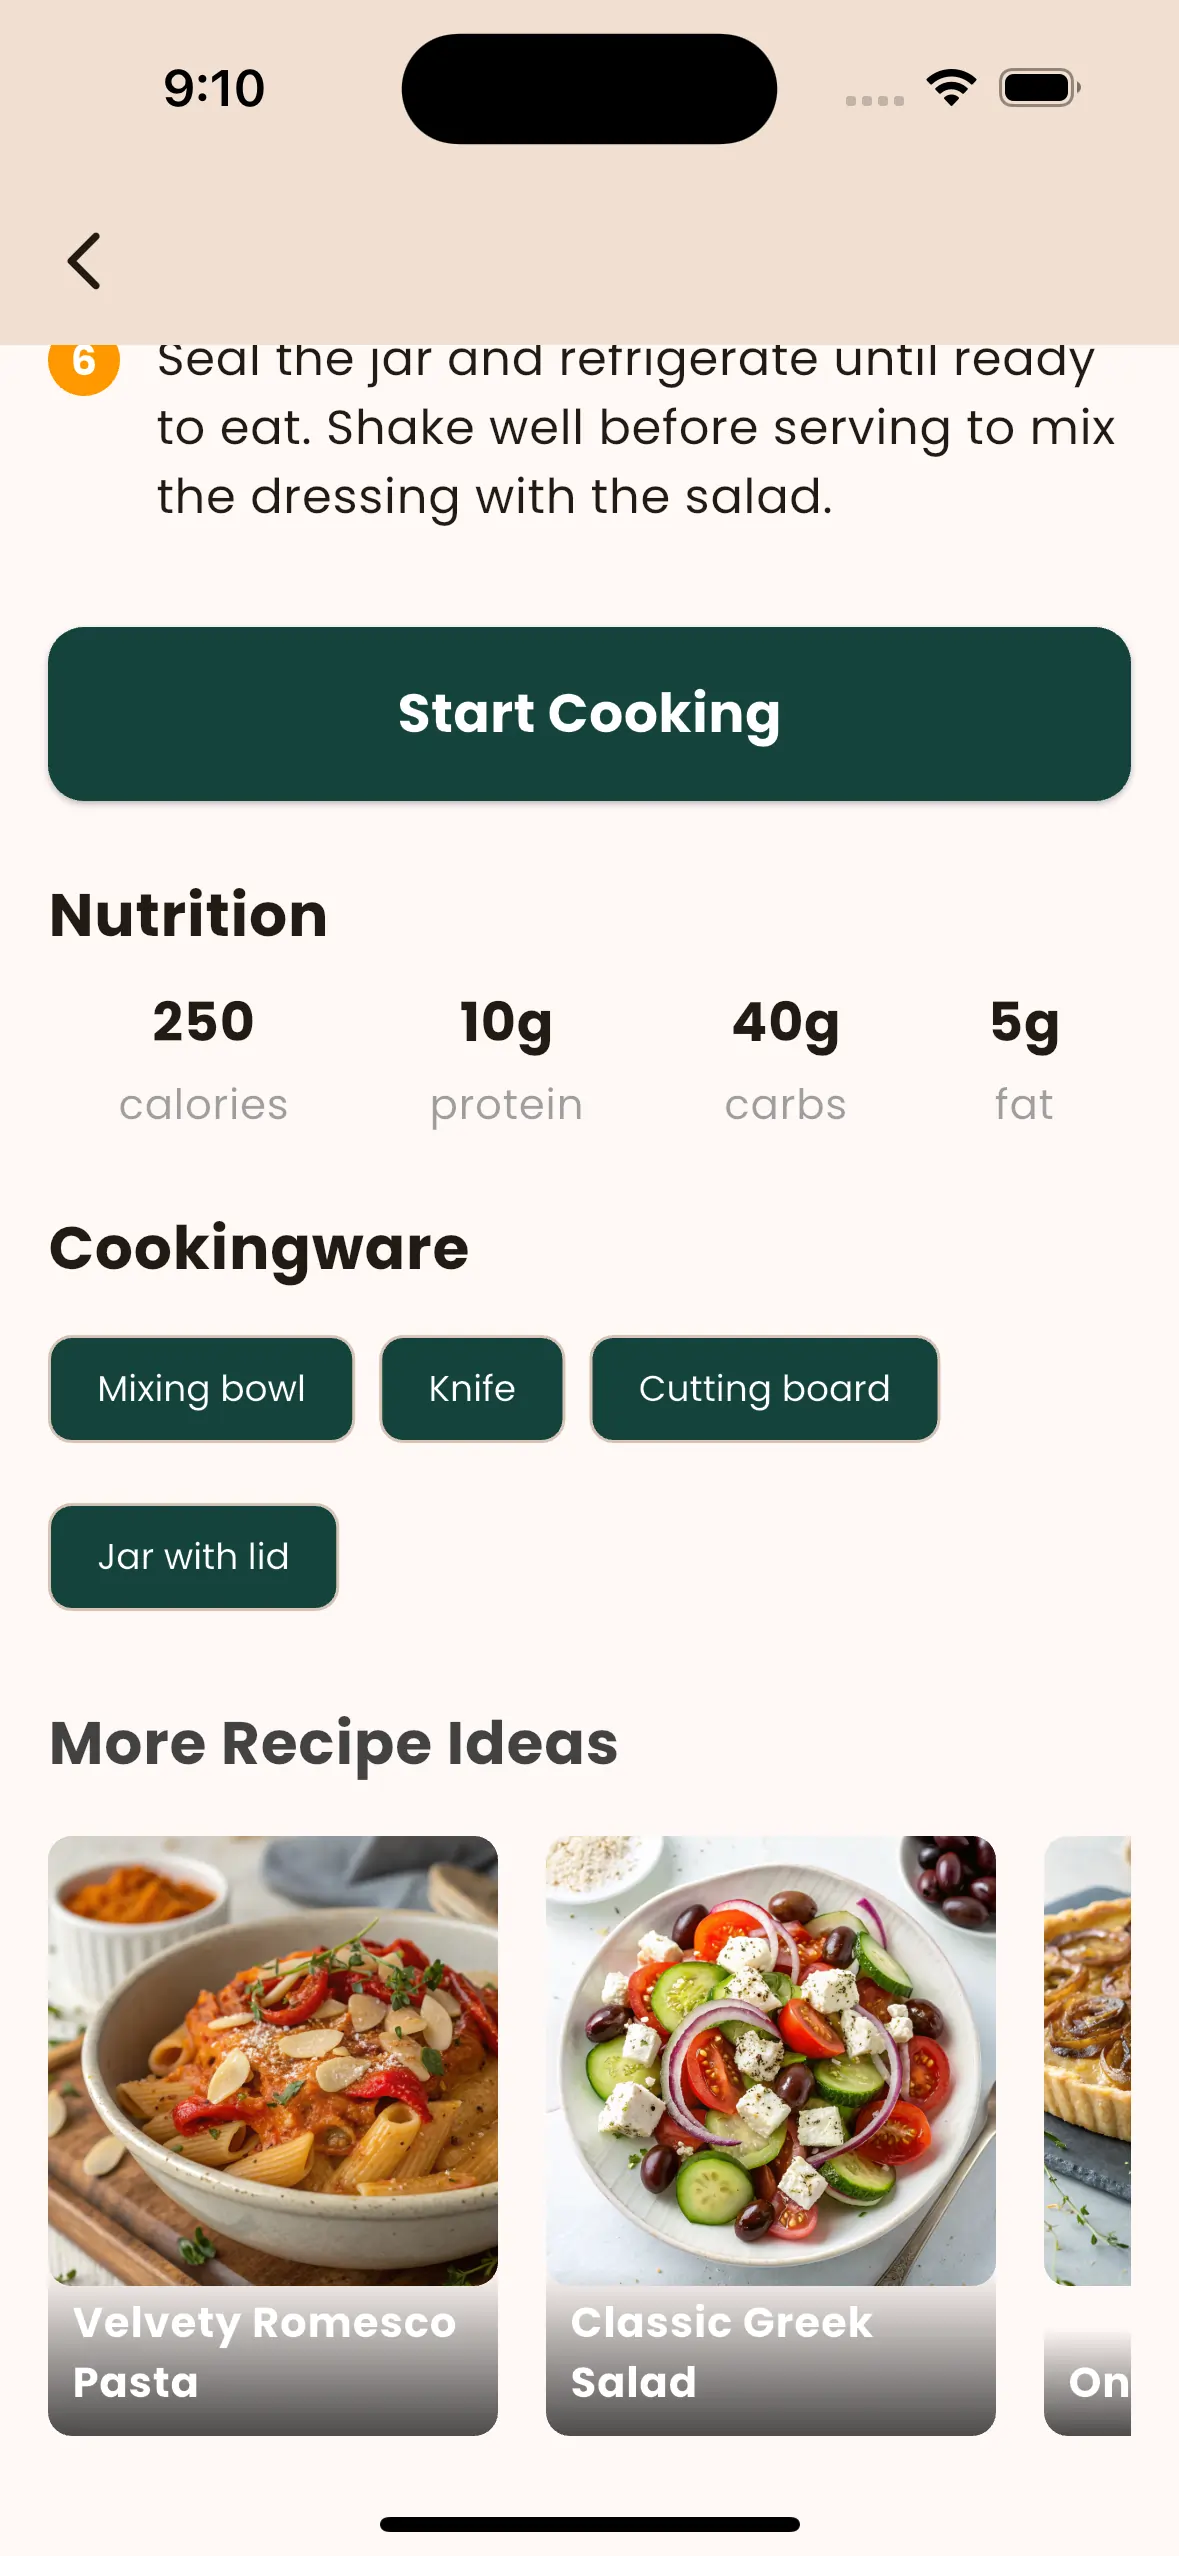 9:10
6 Seal the jar and refrigerate until ready
to eat. Shake well before serving to mix
the dressing with the salad.
Start Cooking
Nutrition
250 10g 40g 5g
calories protein carbs fat
Cookingware
Mixing bowl Knife Cutting board
Jar with lid
More Recipe Ideas
Velvety Romesco
Pasta
Classic Greek
Salad
On